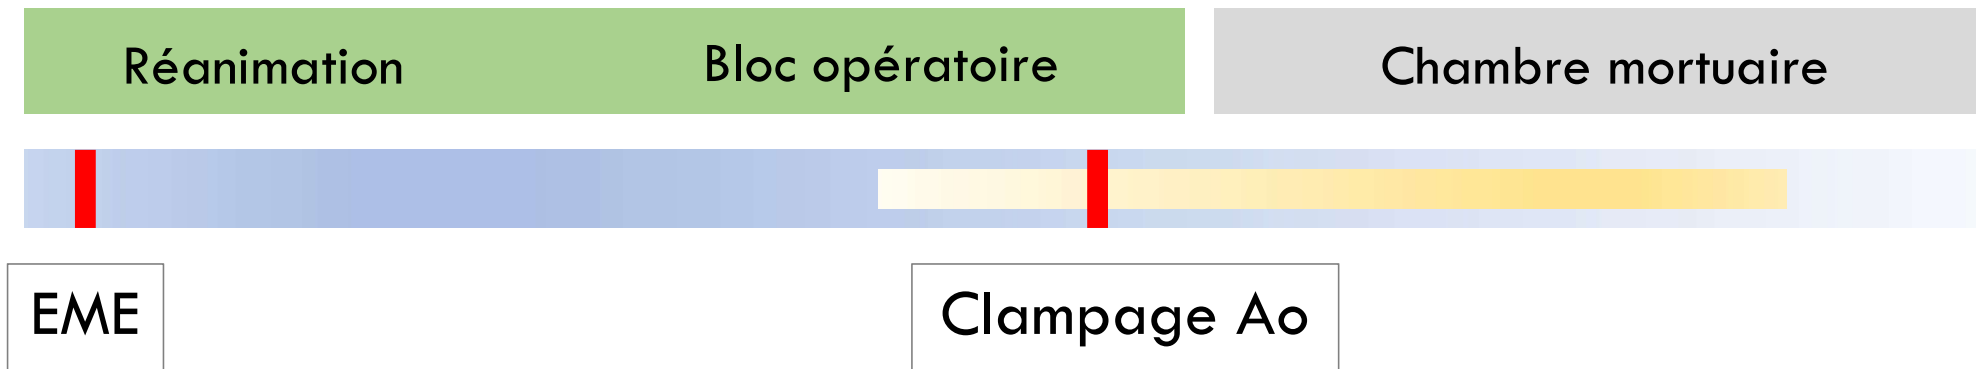 Réanimation
Bloc opératoire
Chambre mortuaire
EME
Clampage Ao